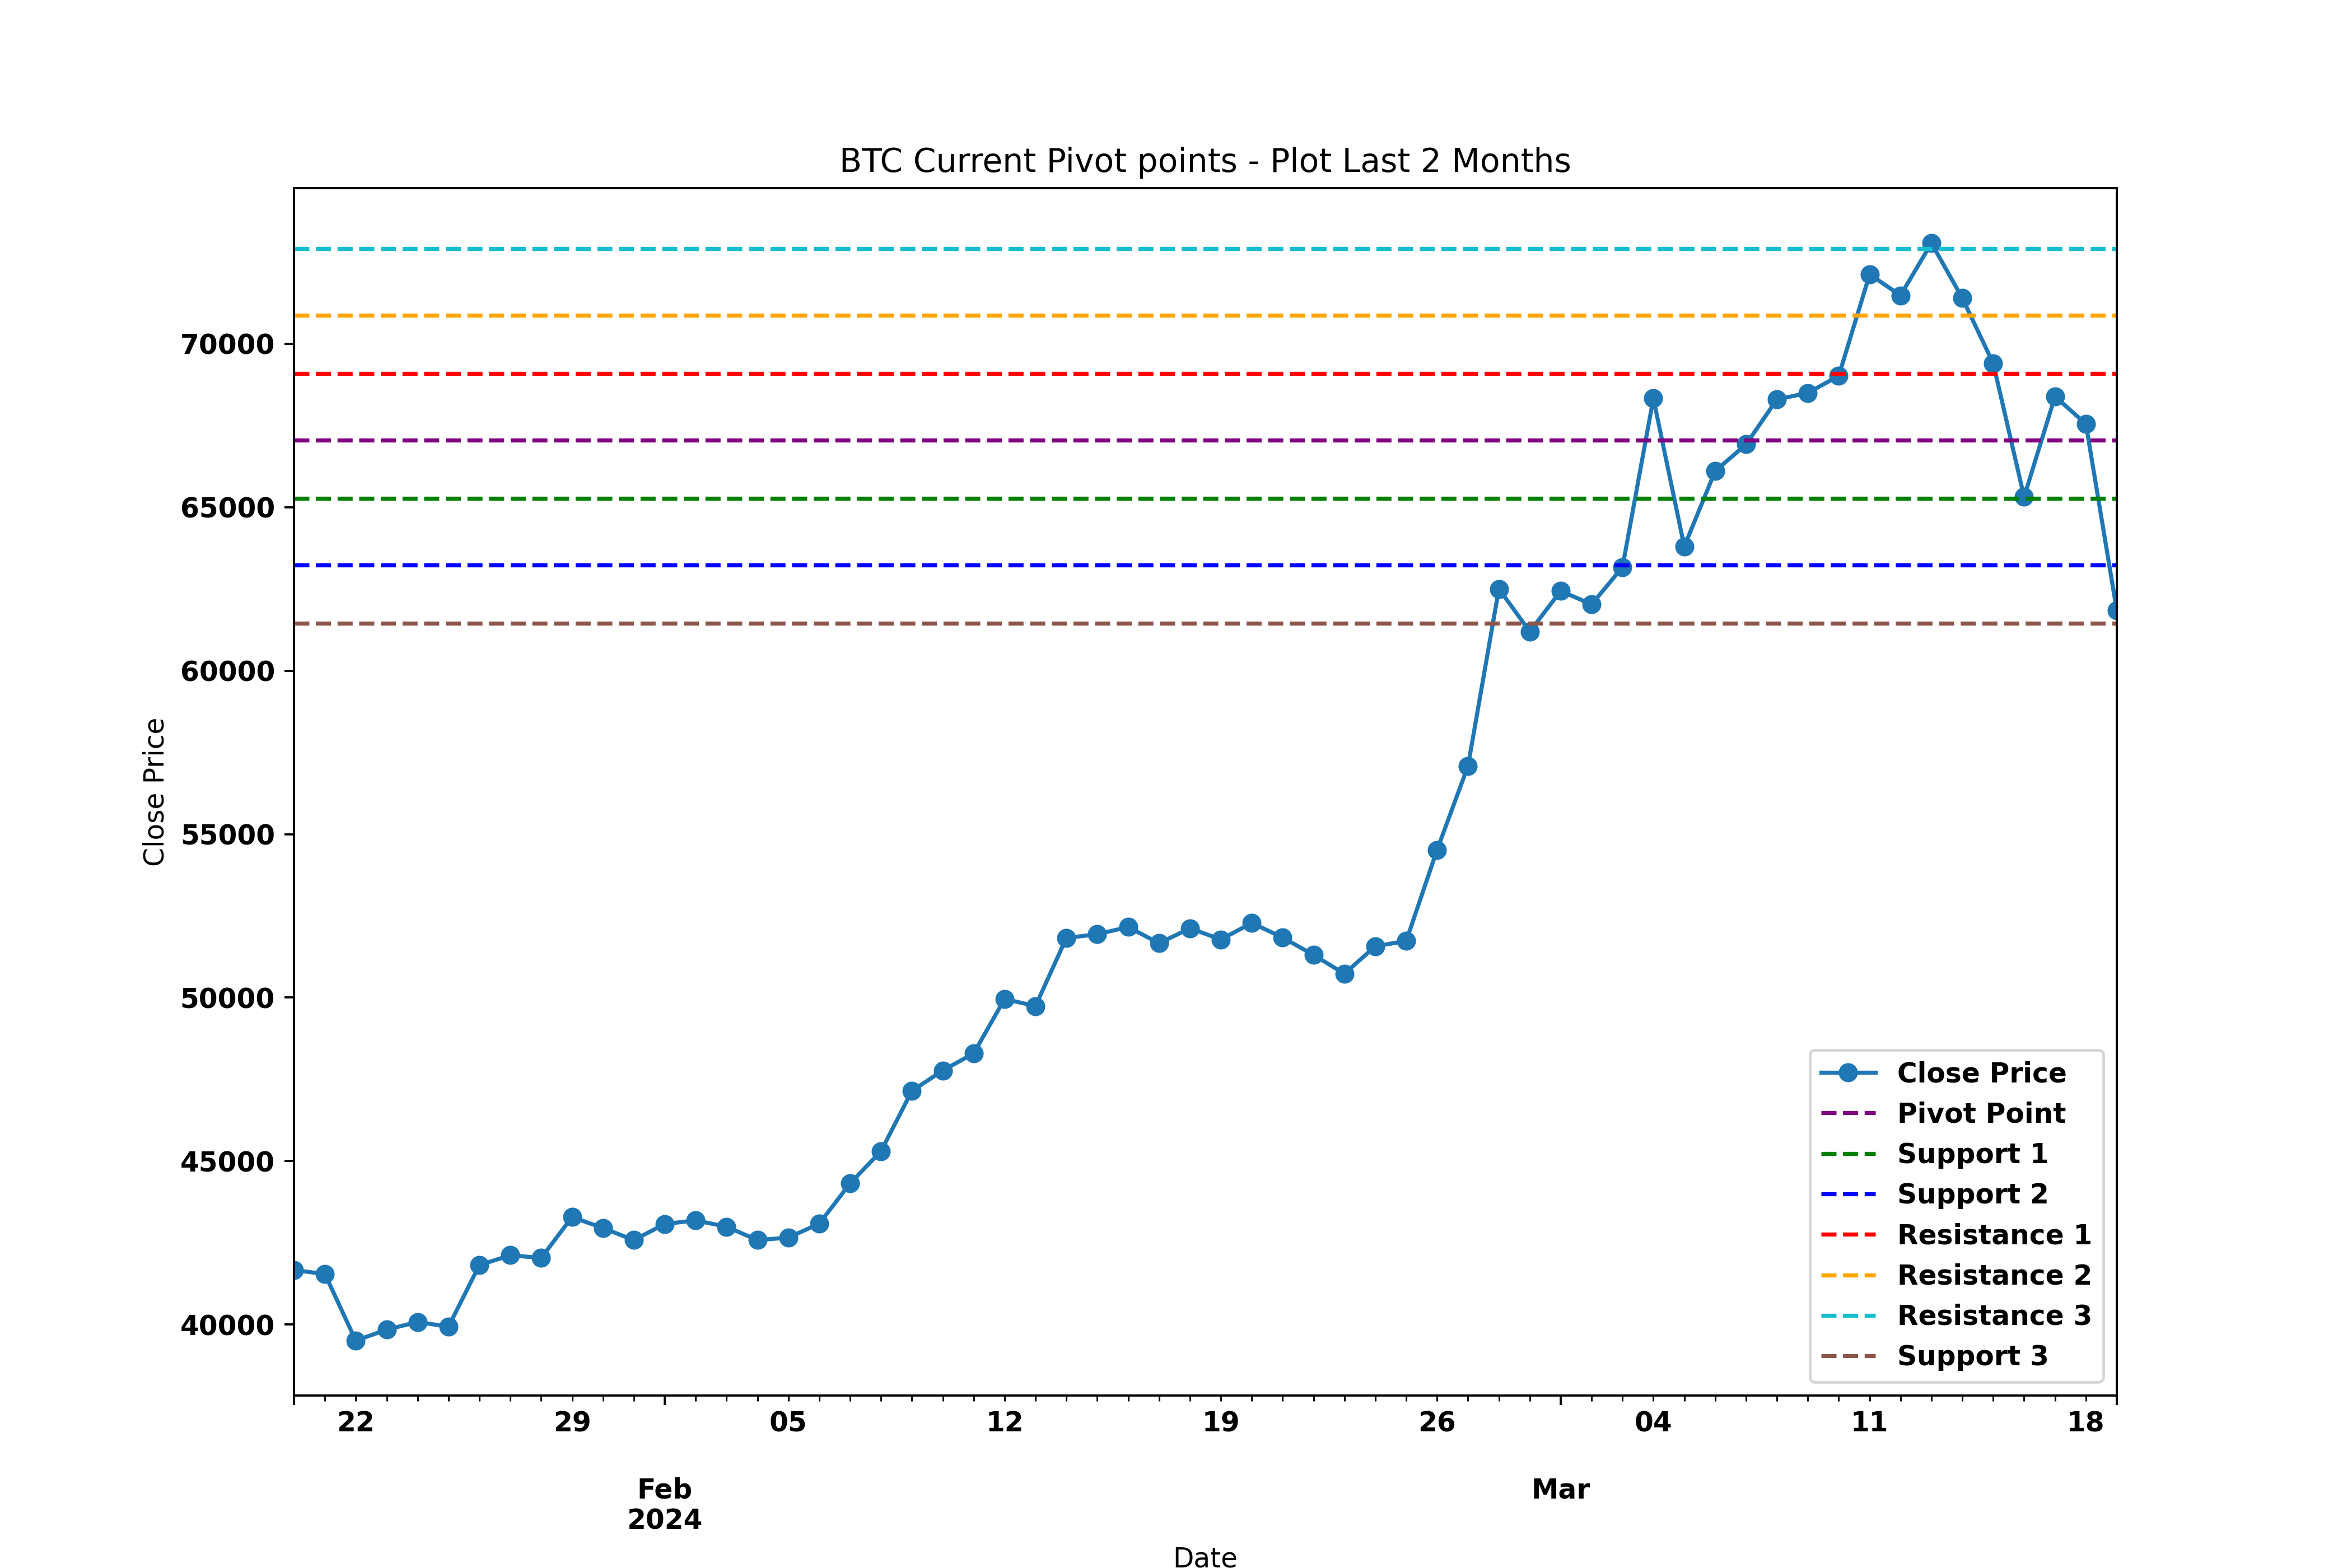 BTC Current Pivot points - Plot Last 2 Months
Close Price
70000
65000
60000
55000
50000
45000
40000
Close Price
Pivot Point
Support 1
Support 2
Resistance 1
Resistance 2
Resistance 3
Support 3
22 29 05 12 19 26 04 11 18
Feb Mar
2024
Date